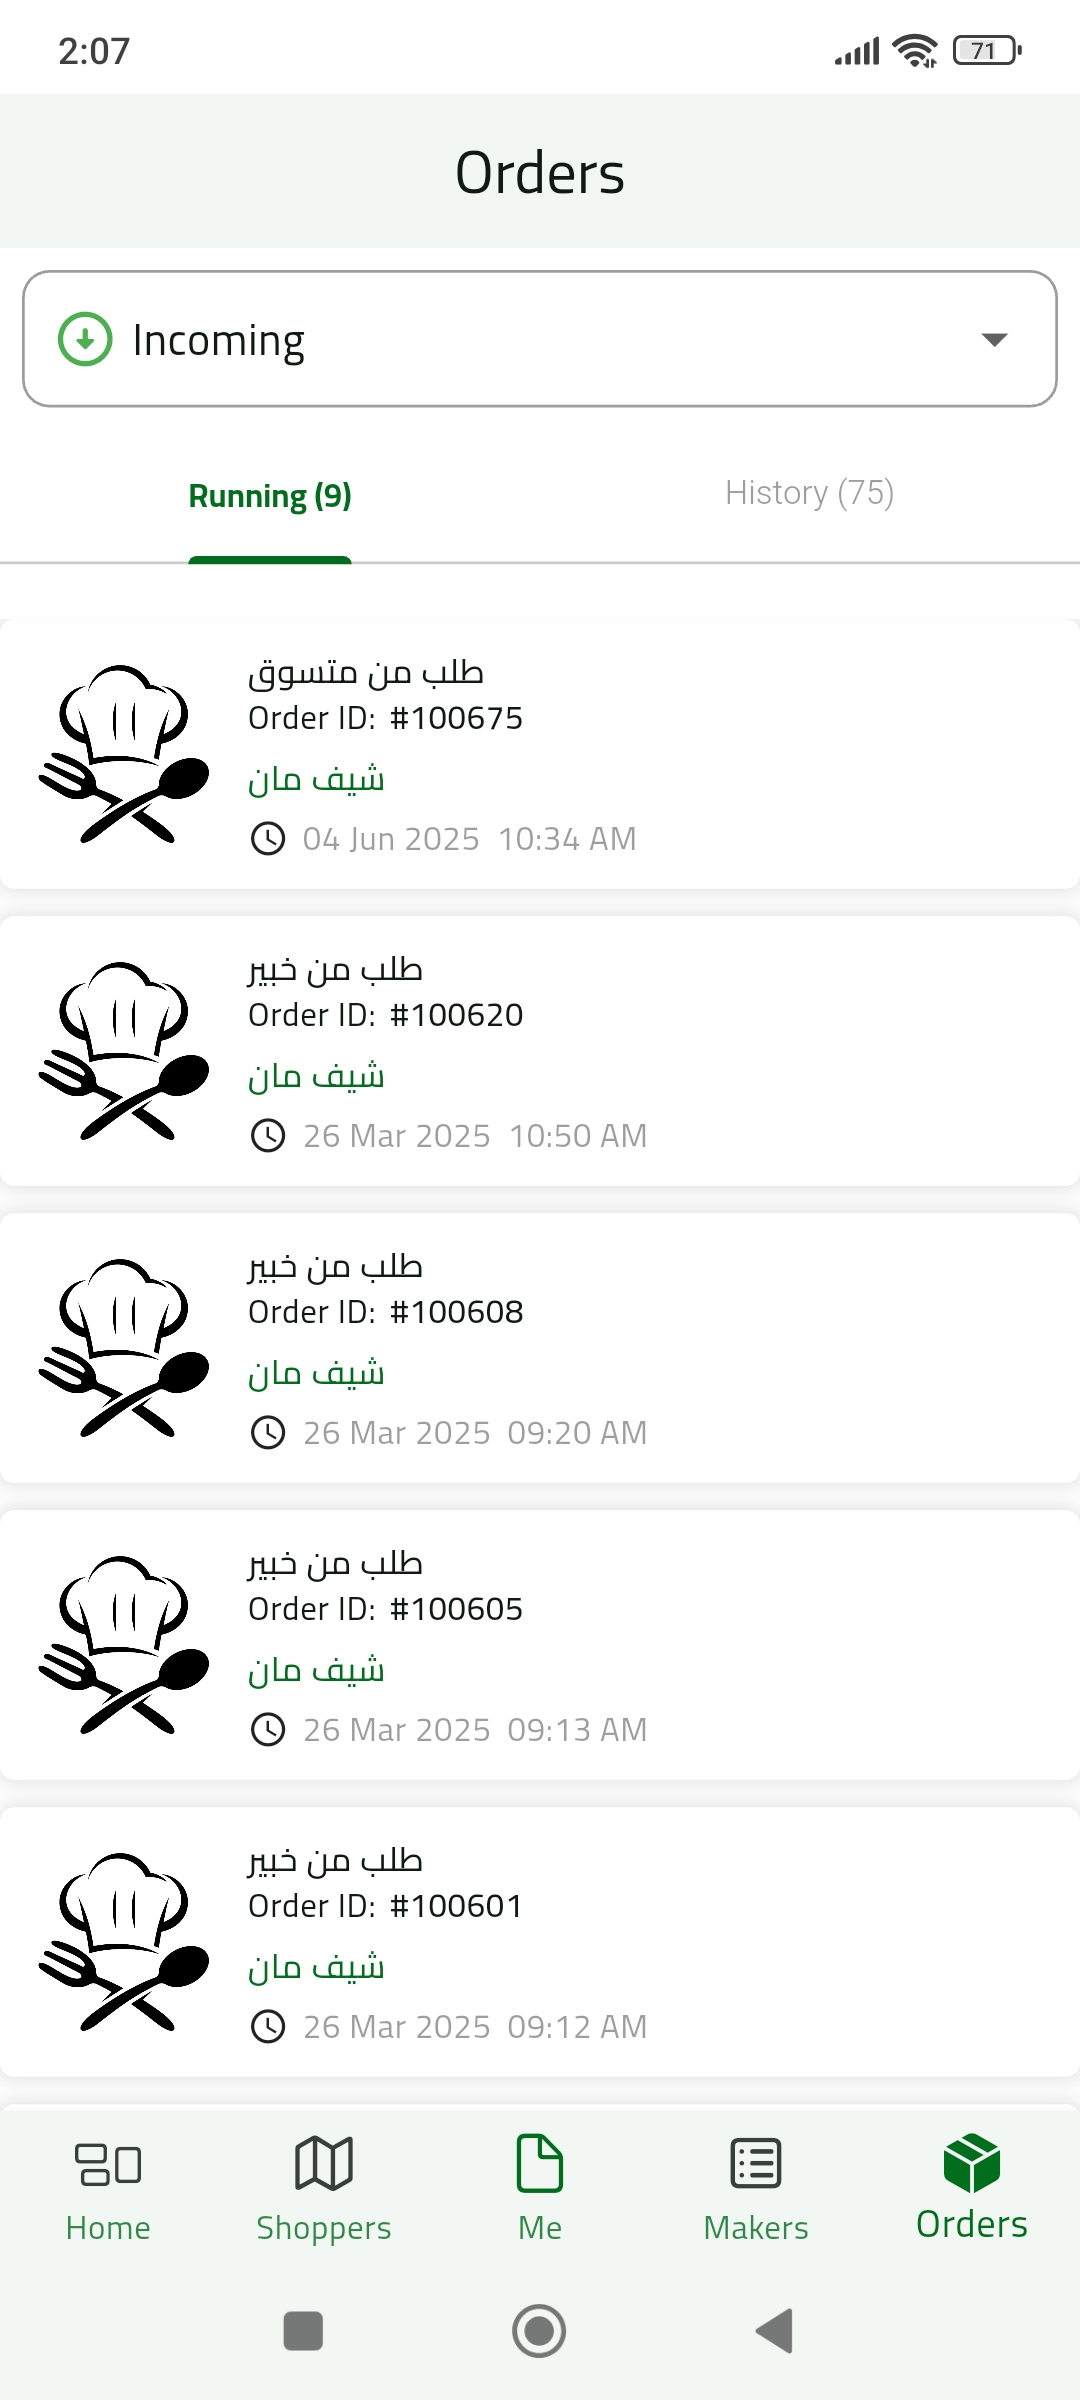 2:07
71
Orders
Incoming
Running (9)
History (75)
طلب من متسوق
Order ID: #100675
شيف مان
04 Jun 2025 10:34 AM
طلب من خبير
Order ID: #100620
شيف مان
26 Mar 2025 10:50 AM
طلب من خبير
Order ID: #100608
شيف مان
26 Mar 2025 09:20 AM
طلب من خبير
Order ID: #100605
شيف مان
26 Mar 2025 09:13 AM
طلب من خبير
Order ID: #100601
شيف مان
26 Mar 2025 09:12 AM
Home
Shoppers
Me
Makers
Orders